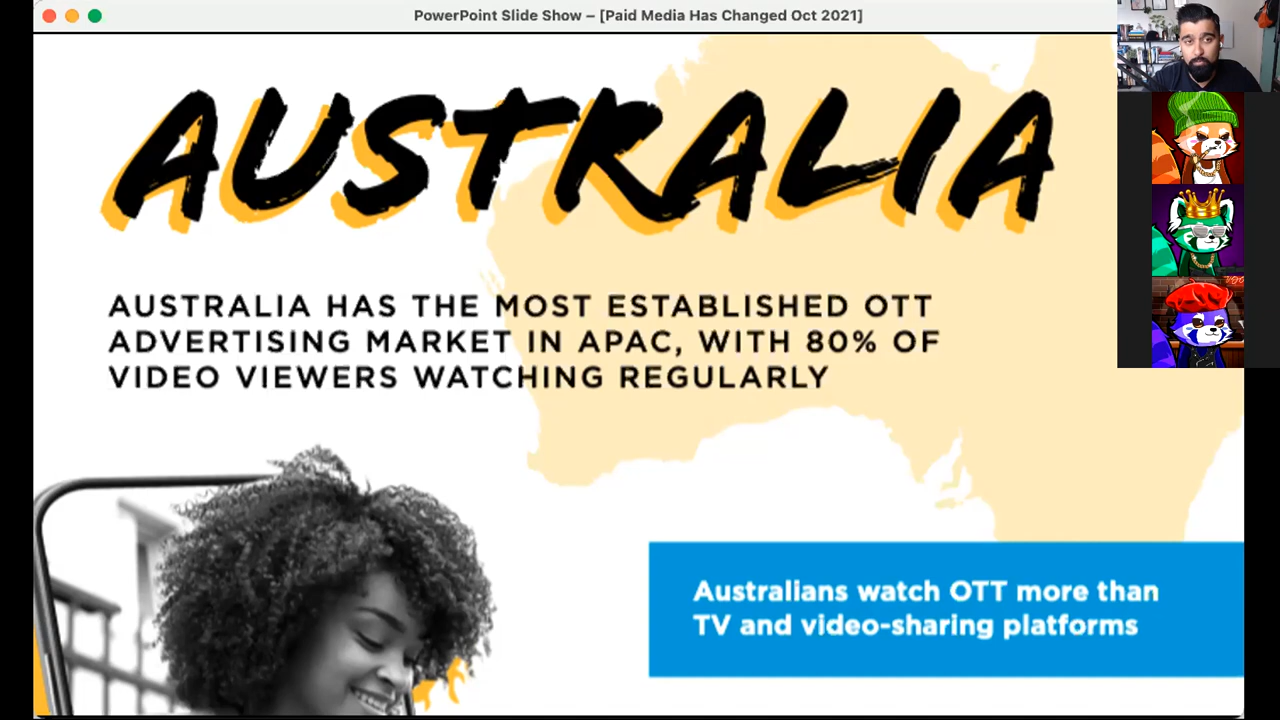 PowerPoint Slide Show – [Paid Media Has Changed Oct 2021]
AUSTRALIA
AUSTRALIA HAS THE MOST ESTABLISHED OTT
ADVERTISING MARKET IN APAC, WITH 80% OF
VIDEO VIEWERS WATCHING REGULARLY
Australians watch OTT more than
TV and video-sharing platforms